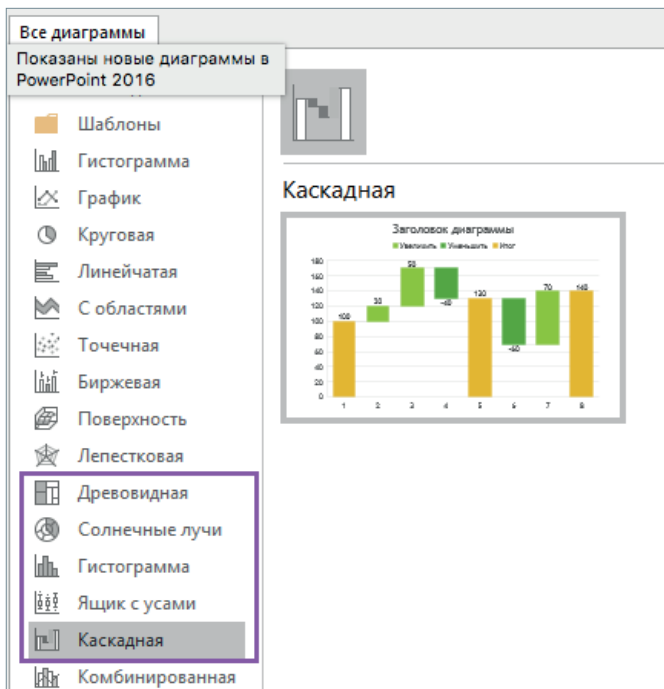 Все диаграммы
Показаны новые диаграммы в
PowerPoint 2016
Шаблоны
Гистограмма
График
Круговая
Линейчатая
С областями
Точечная
Биржевая
Поверхность
Лепестковая
Древовидная
Солнечные лучи
Гистограмма
Ящик с усами
Каскадная
Комбинированная
Каскадная
Заголовок диаграммы
Увеличить Уменьшить Итог
180
160
140
120
100
80
60
40
20
0
100
20
50
-40
130
-60
70
140
1 2 3 4 5 6 7 8